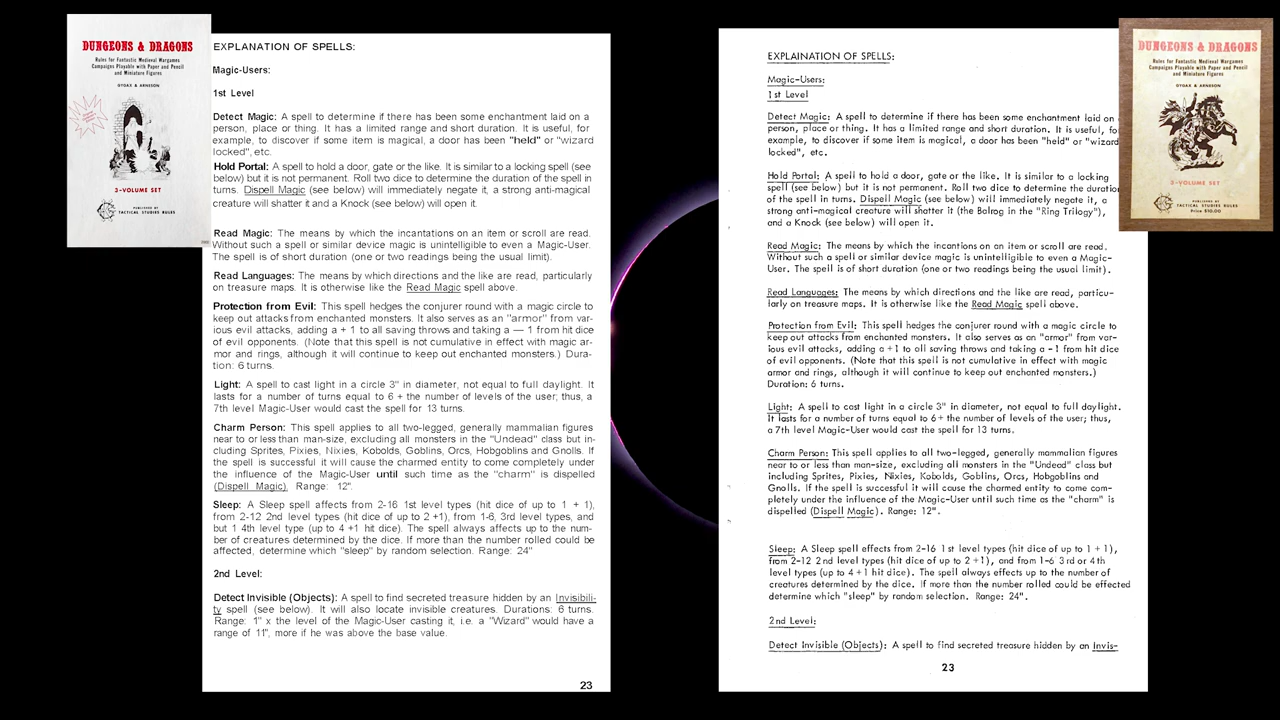 DUNGEONS & DRAGONS
Rules for Fantastic Medieval Wargames
Campaigns Playable with Paper and Pencil
and Miniature Figures
GYGAX & ARNESON
3-VOLUME SET
PUBLISHED BY
TACTICAL STUDIES RULES
EXPLANATION OF SPELLS:
Magic-Users:
1st Level
Detect Magic: A spell to determine if there has been some enchantment laid on a
person, place or thing. It has a limited range and short duration. It is useful, for
example, to discover if some item is magical, a door has been "held" or "wizard
locked", etc.
Hold Portal: A spell to hold a door, gate or the like. It is similar to a locking spell (see
below) but it is not permanent. Roll two dice to determine the duration of the spell in
turns. Dispell Magic (see below) will immediately negate it, a strong anti-magical
creature will shatter it and a Knock (see below) will open it.
Read Magic: The means by which the incantations on an item or scroll are read.
Without such a spell or similar device magic is unintelligible to even a Magic-User.
The spell is of short duration (one or two readings being the usual limit).
Read Languages: The means by which directions and the like are read, particularly
on treasure maps. It is otherwise like the Read Magic spell above.
Protection from Evil: This spell hedges the conjurer round with a magic circle to
keep out attacks from enchanted monsters. It also serves as an "armor" from var-
ious evil attacks, adding a + 1 to all saving throws and taking a — 1 from hit dice
of evil opponents. (Note that this spell is not cumulative in effect with magic ar-
mor and rings, although it will continue to keep out enchanted monsters.) Dura-
tion: 6 turns.
Light: A spell to cast light in a circle 3" in diameter, not equal to full daylight. It
lasts for a number of turns equal to 6 + the number of levels of the user; thus, a
7th level Magic-User would cast the spell for 13 turns.
Charm Person: This spell applies to all two-legged, generally mammalian figures
near to or less than man-size, excluding all monsters in the "Undead" class but in-
cluding Sprites, Pixies, Nixies, Kobolds, Goblins, Orcs, Hobgoblins and Gnolls. If
the spell is successful it will cause the charmed entity to come completely under
the influence of the Magic-User until such time as the "charm" is dispelled
(Dispell Magic). Range: 12"
Sleep: A Sleep spell affects from 2-16 1st level types (hit dice of up to 1 + 1),
from 2-12 2nd level types (hit dice of up to 2 +1), from 1-6, 3rd level types, and
but 1 4th level type (up to 4 +1 hit dice). The spell always affects up to the num-
ber of creatures determined by the dice. If more than the number rolled could be
affected, determine which "sleep" by random selection. Range: 24"
2nd Level:
Detect Invisible (Objects): A spell to find secreted treasure hidden by an Invisibili-
ty spell (see below). It will also locate invisible creatures. Durations: 6 turns.
Range: 1" x the level of the Magic-User casting it, i.e. a "Wizard" would have a
range of 11", more if he was above the base value.
23
EXPLAINATION OF SPELLS:
Magic-Users:
1st Level
Detect Magic: A spell to determine if there has been some enchantment laid on
person, place or thing. It has a limited range and short duration. It is useful, for
example, to discover if some item is magical, a door has been "held" or "wizard
locked", etc.
Hold Portal: A spell to hold a door, gate or the like. It is similar to a locking
spell (see below) but it is not permanent. Roll two dice to determine the duration
of the spell in turns. Dispell Magic (see below) will immediately negate it, a
strong anti-magical creature will shatter it (the Balrog in the "Ring Trilogy"),
and a Knock (see below) will open it.
Read Magic: The means by which the incantions on an item or scroll are read.
Without such a spell or similar device magic is unintelligible to even a Magic-
User. The spell is of short duration (one or two readings being the usual limit).
Read Languages: The means by which directions and the like are read, particu-
larly on treasure maps. It is otherwise like the Read Magic spell above.
Protection from Evil: This spell hedges the conjurer round with a magic circle to
keep out attacks from enchanted monsters. It also serves as an "armor" from var-
ious evil attacks, adding a +1 to all saving throws and taking a -1 from hit dice
of evil opponents. (Note that this spell is not cumulative in effect with magic
armor and rings, although it will continue to keep out enchanted monsters.)
Duration: 6 turns.
Light: A spell to cast light in a circle 3" in diameter, not equal to full daylight.
It lasts for a number of turns equal to 6+ the number of levels of the user; thus,
a 7th level Magic-User would cast the spell for 13 turns.
Charm Person: This spell applies to all two-legged, generally mammalian figures
near to or less than man-size, excluding all monsters in the "Undead" class but
including Sprites, Pixies, Nixies, Kobolds, Goblins, Orcs, Hobgoblins and
Gnolls. If the spell is successful it will cause the charmed entity to come com-
pletely under the influence of the Magic-User until such time as the "charm" is
dispelled (Dispell Magic). Range: 12".
Sleep: A Sleep spell effects from 2-16 1st level types (hit dice of up to 1 + 1),
from 2-12 2nd level types (hit dice of up to 2+1), and from 1-6 3rd or 4th
level types (up to 4+1 hit dice). The spell always effects up to the number of
creatures determined by the dice. If more than the number rolled could be effected
determine which "sleep" by random selection. Range: 24".
2nd Level:
Detect Invisible (Objects): A spell to find secreted treasure hidden by an Invis-
23
DUNGEONS & DRAGONS
Rules for Fantastic Medieval Wargames
Campaigns Playable with Paper and Pencil
and Miniature Figures
GYGAX & ARNESON
3-VOLUME SET
PUBLISHED BY
TACTICAL STUDIES RULES
Price $10.00